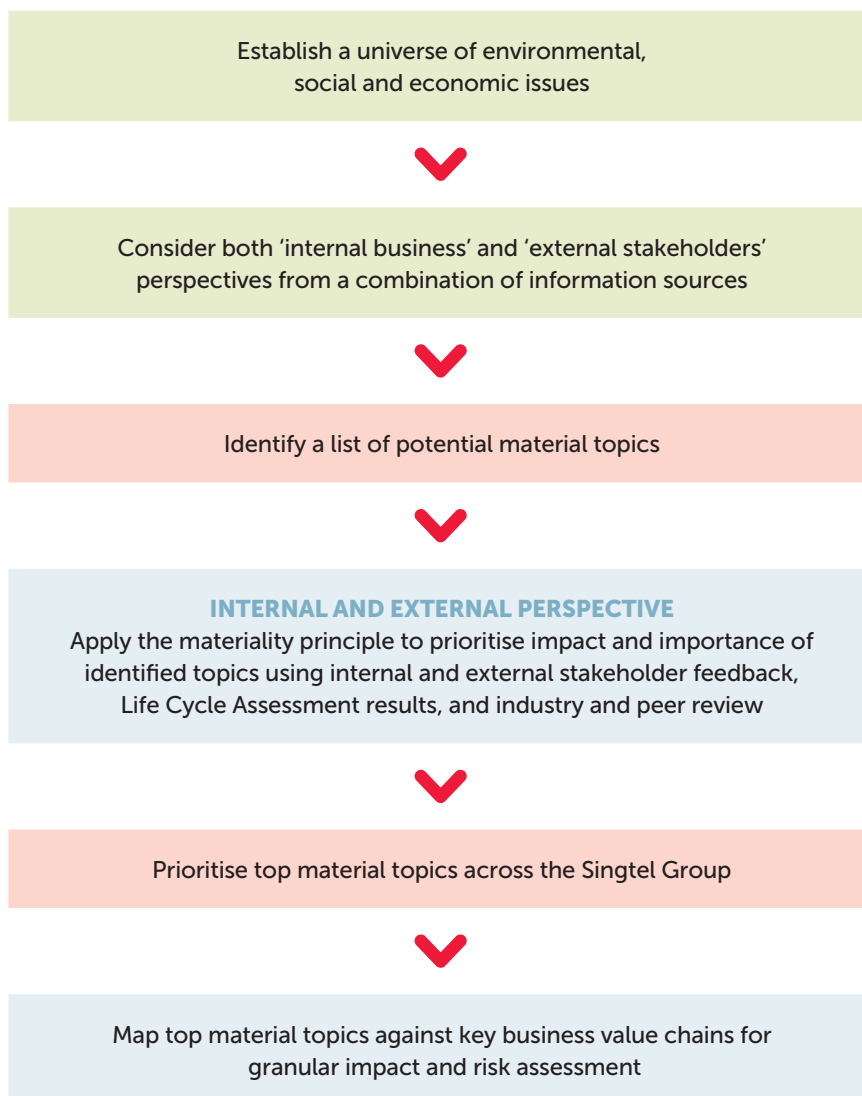 Establish a universe of environmental,
social and economic issues
Consider both ‘internal business’ and ‘external stakeholders’
perspectives from a combination of information sources
Identify a list of potential material topics
INTERNAL AND EXTERNAL PERSPECTIVE
Apply the materiality principle to prioritise impact and importance of
identified topics using internal and external stakeholder feedback,
Life Cycle Assessment results, and industry and peer review
Prioritise top material topics across the Singtel Group
Map top material topics against key business value chains for
granular impact and risk assessment